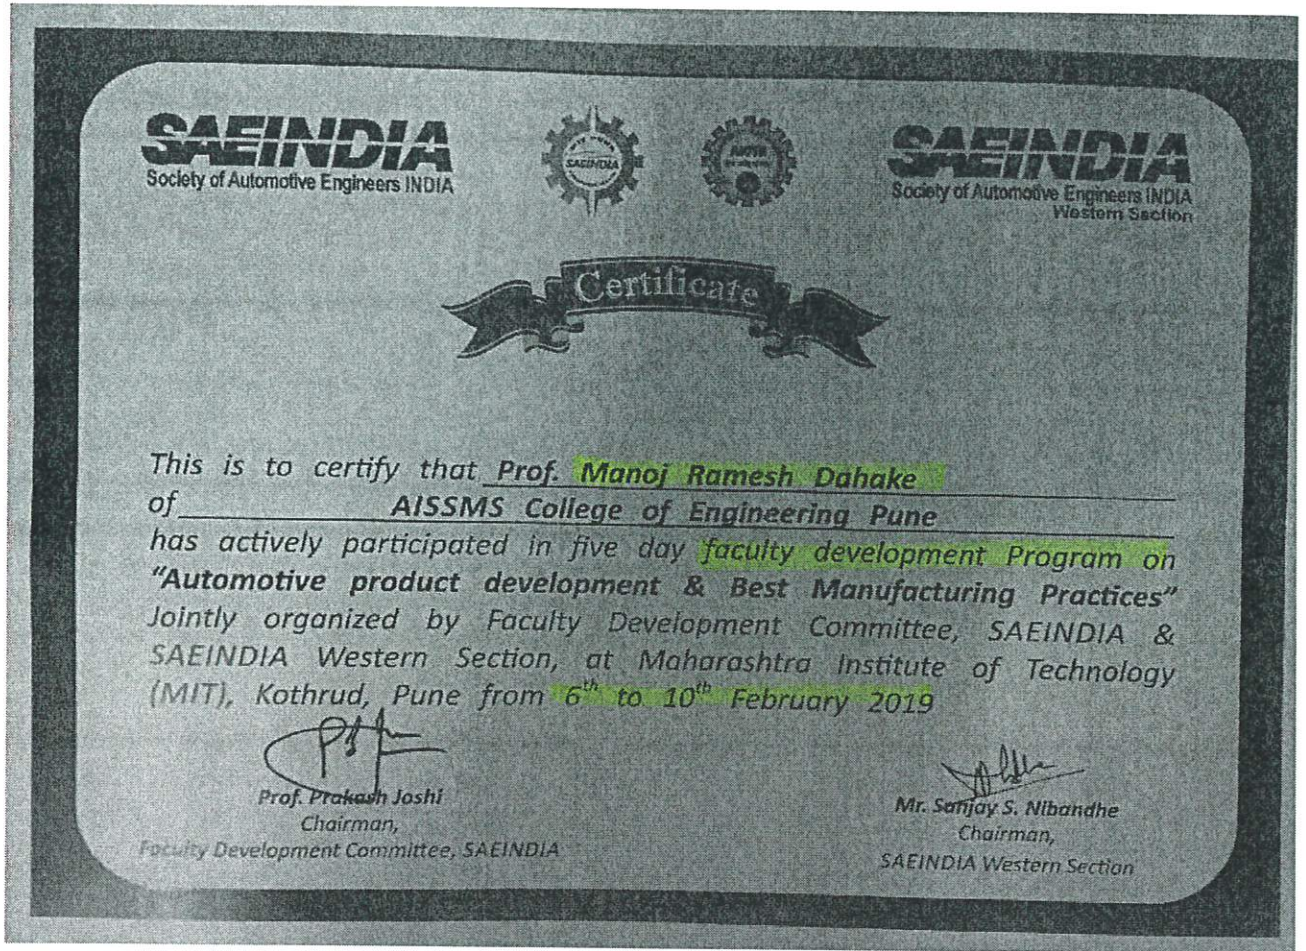 SAEINDIA
Society of Automotive Engineers INDIA
SAEINDIA
SAEINDIA
Society of Automotive Engineers INDIA
Western Section
Certificate
This is to certify that Prof. Manoj Ramesh Dahake
of AISSMS College of Engineering Pune
has actively participated in five day faculty development Program on
"Automotive product development & Best Manufacturing Practices"
Jointly organized by Faculty Development Committee, SAEINDIA &
SAEINDIA Western Section, at Maharashtra Institute of Technology
(MIT), Kothrud, Pune from 6th to 10th February 2019
Prof. Prakash Joshi
Chairman,
Faculty Development Committee, SAEINDIA
Mr. Sanjay S. Nibandhe
Chairman,
SAEINDIA Western Section